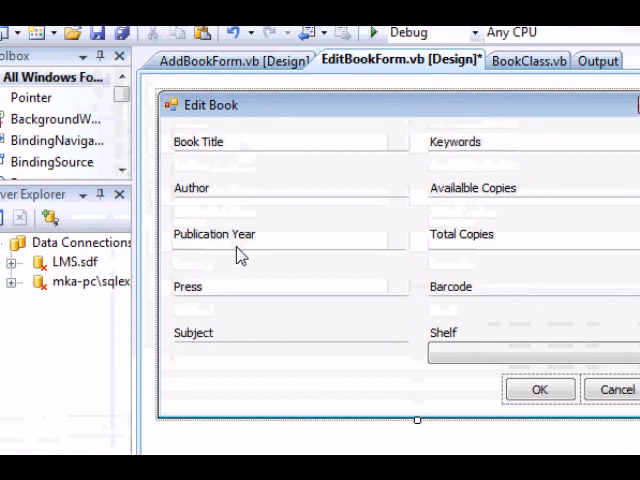 Debug
Any CPU
olbox
AddBookForm.vb [Design]
EditBookForm.vb [Design]*
BookClass.vb
Output
All Windows Fo...
Pointer
BackgroundW...
BindingNaviga...
BindingSource
rver Explorer
Data Connections
LMS.sdf
mka-pc\sqlex
Edit Book
Book Title
Keywords
Author
Available Copies
Publication Year
Total Copies
Press
Barcode
Subject
Shelf
OK
Cancel